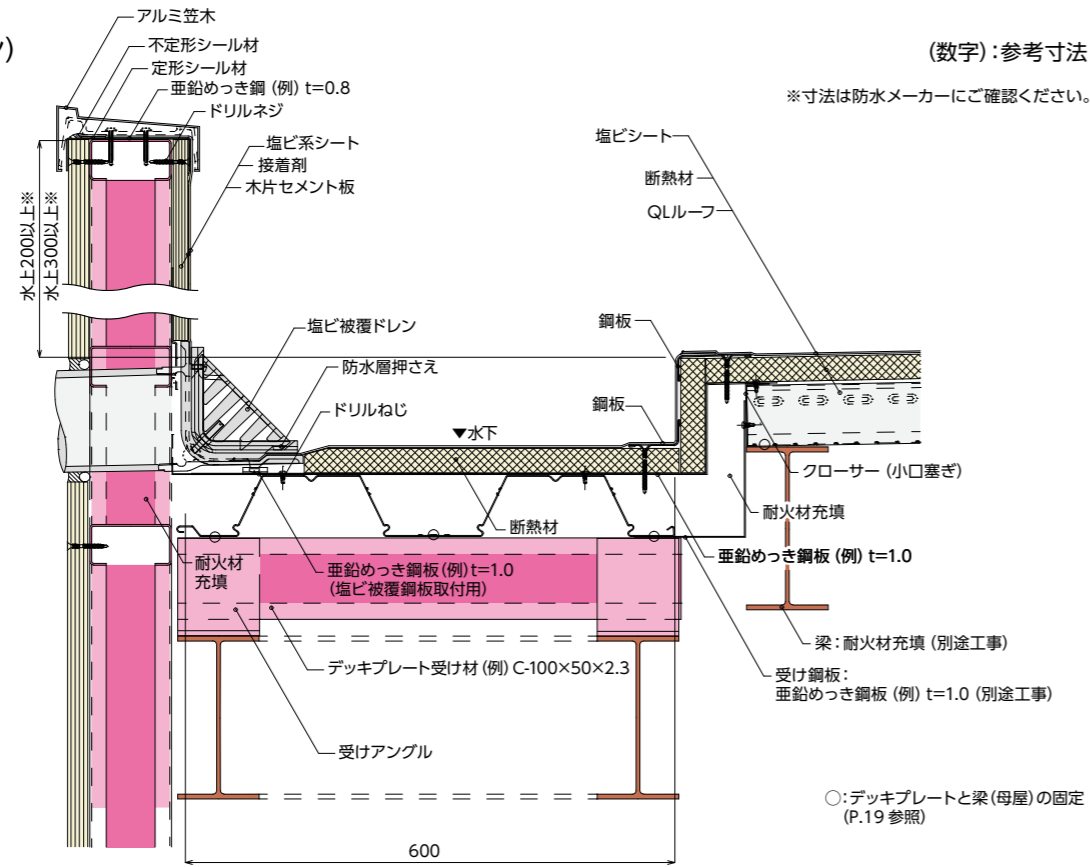 アルミ笠木
ン)
不定形シール材
定形シール材
亜鉛めっき鋼(例)t=0.8
ドリルネジ
塩ビ系シート
接着剤
木片セメント板
(数字):参考寸法
※寸法は防水メーカーにご確認ください。
塩ビシート
断熱材
QLルーフ
水上200以上※
水上300以上※
塩ビ被覆ドレン
防水層押さえ
ドリルねじ
鋼板
鋼板
▼水下
クローサー(小口塞ぎ)
耐火材充填
断熱材
亜鉛めっき鋼板(例)t=1.0
耐火材
充填
亜鉛めっき鋼板(例)t=1.0
(塩ビ被覆鋼板取付用)
梁:耐火材充填(別途工事)
デッキプレート受け材(例)C-100×50×2.3
受け鋼板:
亜鉛めっき鋼板(例)t=1.0(別途工事)
受けアングル
○:デッキプレートと梁(母屋)の固定
(P.19参照)
600